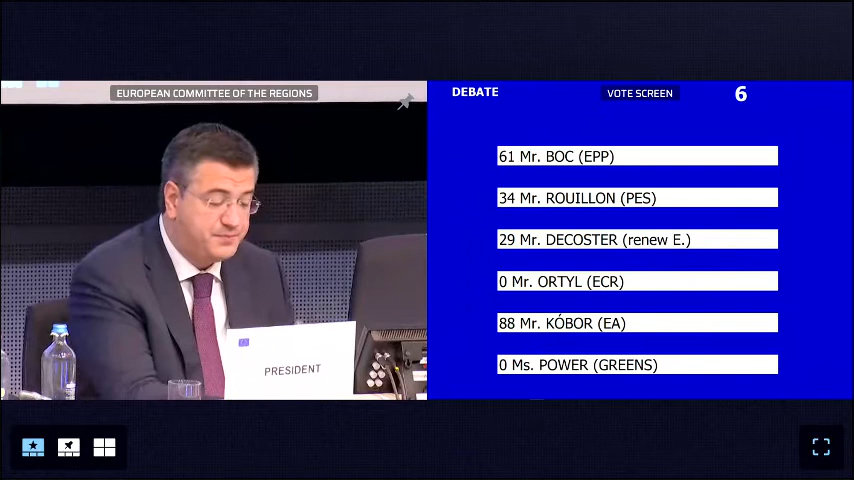 EUROPEAN COMMITTEE OF THE REGIONS
PRESIDENT
DEBATE
VOTE SCREEN
6
61 Mr. BOC (EPP)
34 Mr. ROUILLON (PES)
29 Mr. DECOSTER (renew E.)
0 Mr. ORTYL (ECR)
88 Mr. KÓBOR (EA)
0 Ms. POWER (GREENS)